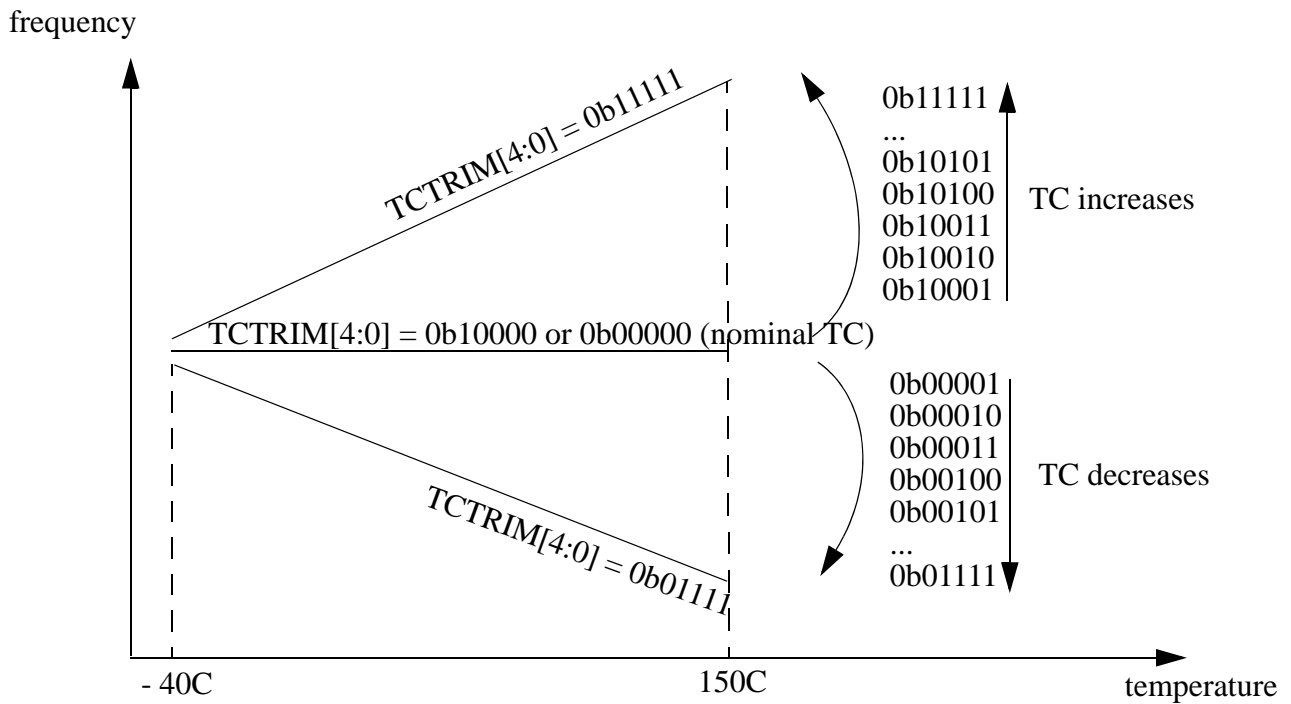 frequency
TCTRIM[4:0] = 0b11111
0b11111
...
0b10101
0b10100
0b10011
0b10010
0b10001
TC increases
TCTRIM[4:0] = 0b10000 or 0b00000 (nominal TC)
0b00001
0b00010
0b00011
0b00100
0b00101
...
0b01111
TC decreases
TCTRIM[4:0] = 0b01111
- 40C
150C
temperature